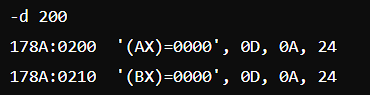 -d 200
178A:0200  '(AX)=0000', 0D, 0A, 24
178A:0210  '(BX)=0000', 0D, 0A, 24